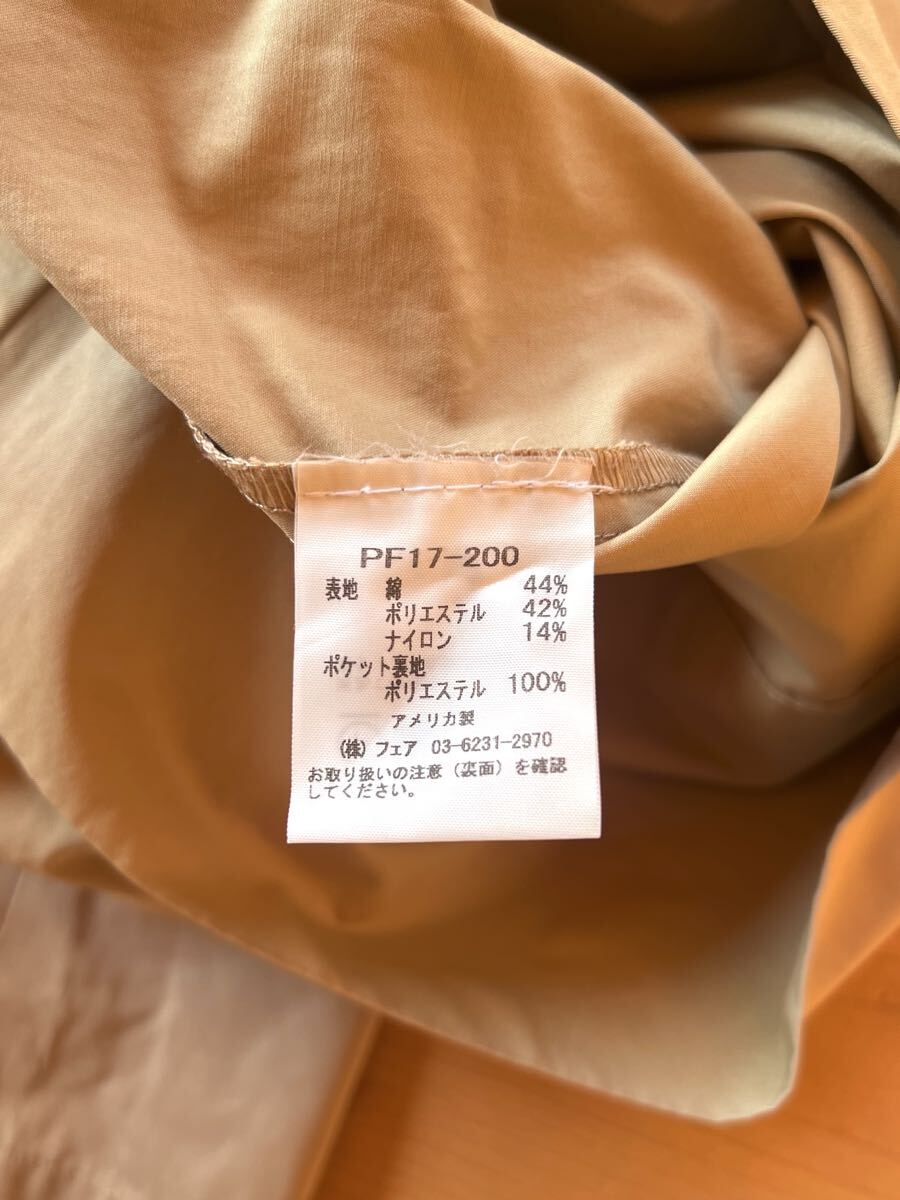 PF17-200
表地 綿 44%
ポリエステル 42%
ナイロン 14%
ポケット裏地
ポリエステル 100%
アメリカ製
(株)フェア 03-6231-2970
お取り扱いの注意(裏面)を確認
してください。